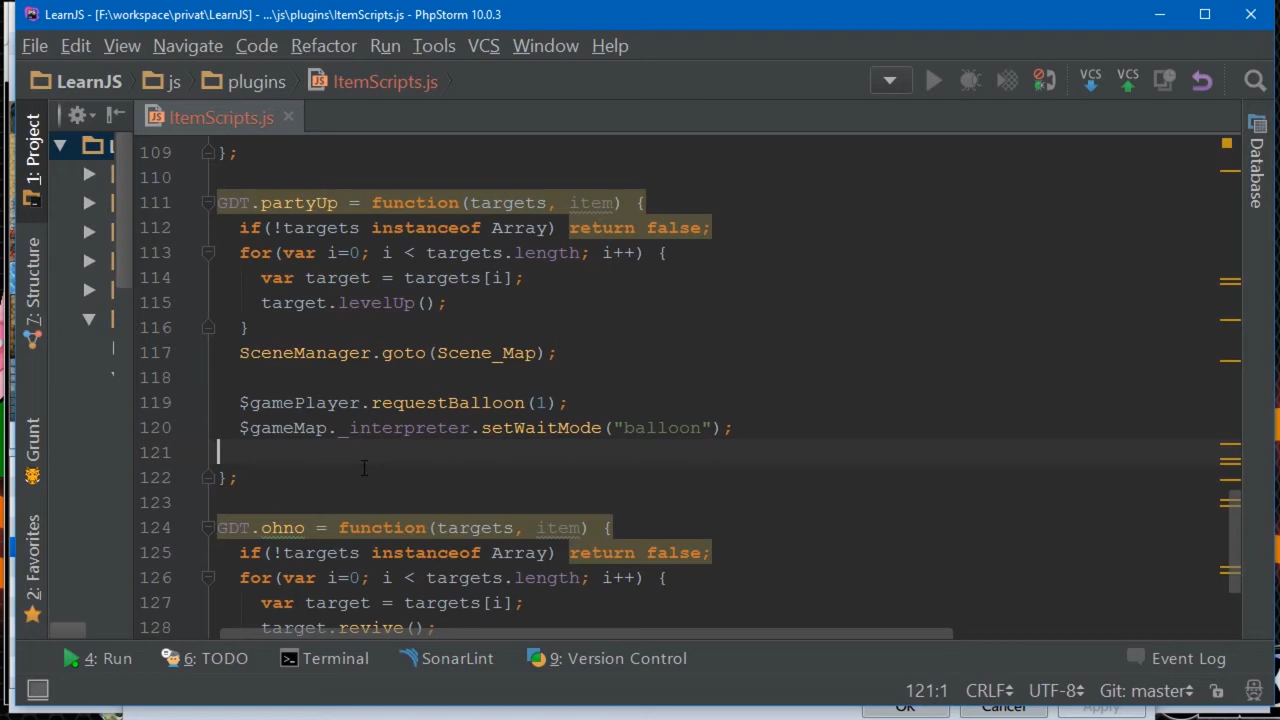 LearnJS - [F:\workspace\privat\LearnJS] - ...\js\plugins\ItemScripts.js - PhpStorm 10.0.3
File Edit View Navigate Code Refactor Run Tools VCS Window Help
LearnJS js plugins ItemScripts.js VCS VCS
ItemScripts.js
1: Project
7: Structure
Grunt
2: Favorites
Database
109 };
110
111 GDT.partyUp = function(targets, item) {
112 if(!targets instanceof Array) return false;
113 for(var i=0; i < targets.length; i++) {
114 var target = targets[i];
115 target.levelUp();
116 }
117 SceneManager.goto(Scene_Map);
118
119 $gamePlayer.requestBalloon(1);
120 $gameMap._interpreter.setWaitMode("balloon");
121
122 };
123
124 GDT.ohno = function(targets, item) {
125 if(!targets instanceof Array) return false;
126 for(var i=0; i < targets.length; i++) {
127 var target = targets[i];
128 target.revive();
4: Run 6: TODO Terminal SonarLint 9: Version Control Event Log
121:1 CRLF UTF-8 Git: master
OK Cancel Apply